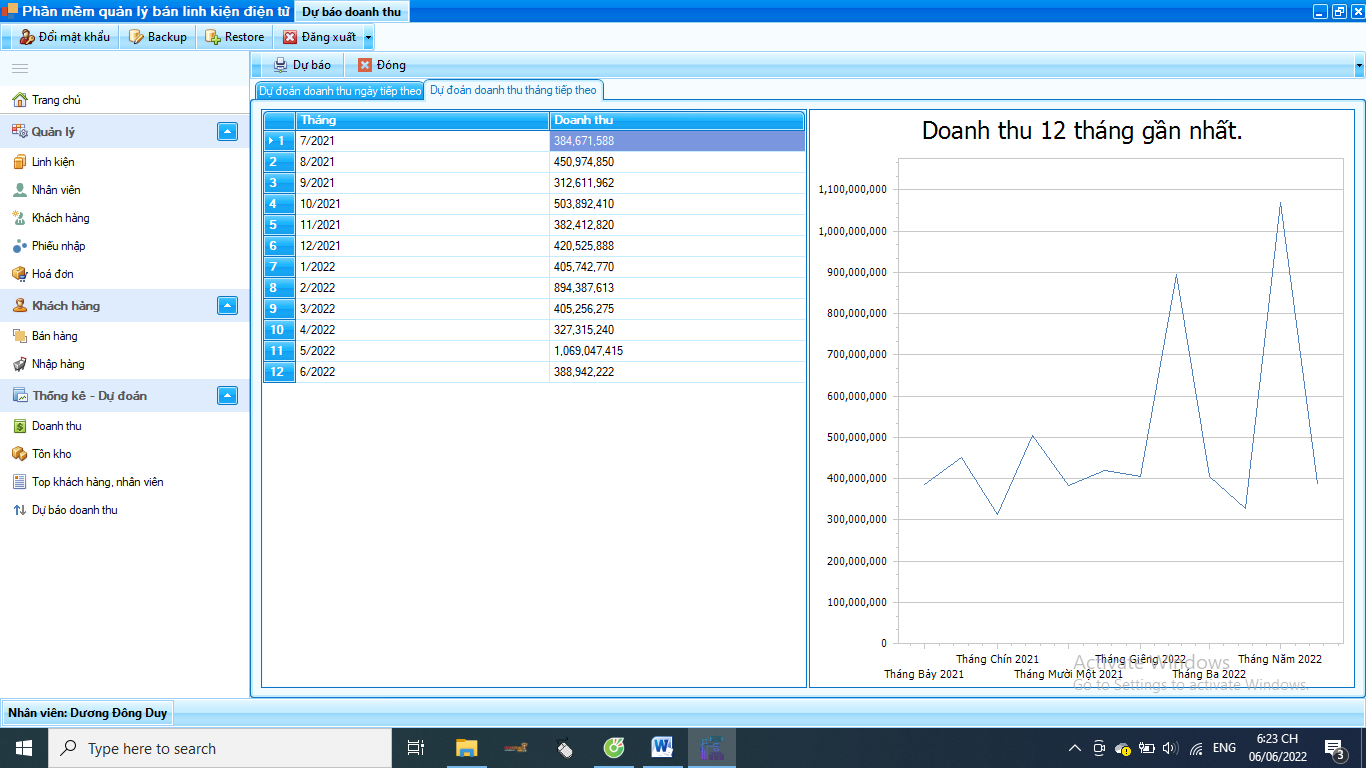 Phần mềm quản lý bán linh kiện điện tử
Dự báo doanh thu
Đổi mật khẩu
Backup
Restore
Đăng xuất
Dự báo
Đóng
Trang chủ
Quản lý
Linh kiện
Nhân viên
Khách hàng
Phiếu nhập
Hoá đơn
Khách hàng
Bán hàng
Nhập hàng
Thống kê - Dự đoán
Doanh thu
Tồn kho
Top khách hàng, nhân viên
Dự báo doanh thu
Dự đoán doanh thu ngày tiếp theo
Dự đoán doanh thu tháng tiếp theo
Tháng Doanh thu
1 7/2021 384,671,588
2 8/2021 450,974,850
3 9/2021 312,611,962
4 10/2021 503,892,410
5 11/2021 382,412,820
6 12/2021 420,525,888
7 1/2022 405,742,770
8 2/2022 894,387,613
9 3/2022 405,256,275
10 4/2022 327,315,240
11 5/2022 1,069,047,415
12 6/2022 388,942,222
Doanh thu 12 tháng gần nhất.
1,100,000,000
1,000,000,000
900,000,000
800,000,000
700,000,000
600,000,000
500,000,000
400,000,000
300,000,000
200,000,000
100,000,000
0
Tháng Chín 2021 Tháng Giêng 2022 Tháng Năm 2022
Tháng Bảy 2021 Tháng Mười Một 2021 Tháng Ba 2022
Activate Windows
Go to Settings to activate Windows.
Nhân viên: Dương Đông Duy
Type here to search
ENG
6:23 CH
06/06/2022
3